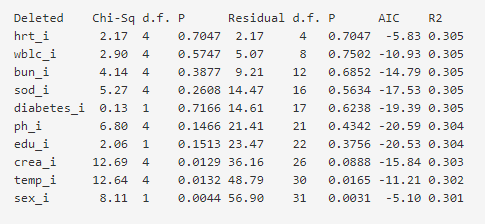 Deleted Chi-Sq d.f. P Residual d.f. P AIC R2
hrt_i 2.17 4 0.7047 2.17 4 0.7047 -5.83 0.305
wblc_i 2.90 4 0.5747 5.07 8 0.7502 -10.93 0.305
bun_i 4.14 4 0.3877 9.21 12 0.6852 -14.79 0.305
sod_i 5.27 4 0.2608 14.47 16 0.5634 -17.53 0.305
diabetes_i 0.13 1 0.7166 14.61 17 0.6238 -19.39 0.305
ph_i 6.80 4 0.1466 21.41 21 0.4342 -20.59 0.304
edu_i 2.06 1 0.1513 23.47 22 0.3756 -20.53 0.304
crea_i 12.69 4 0.0129 36.16 26 0.0888 -15.84 0.303
temp_i 12.64 4 0.0132 48.79 30 0.0165 -11.21 0.302
sex_i 8.11 1 0.0044 56.90 31 0.0031 -5.10 0.301